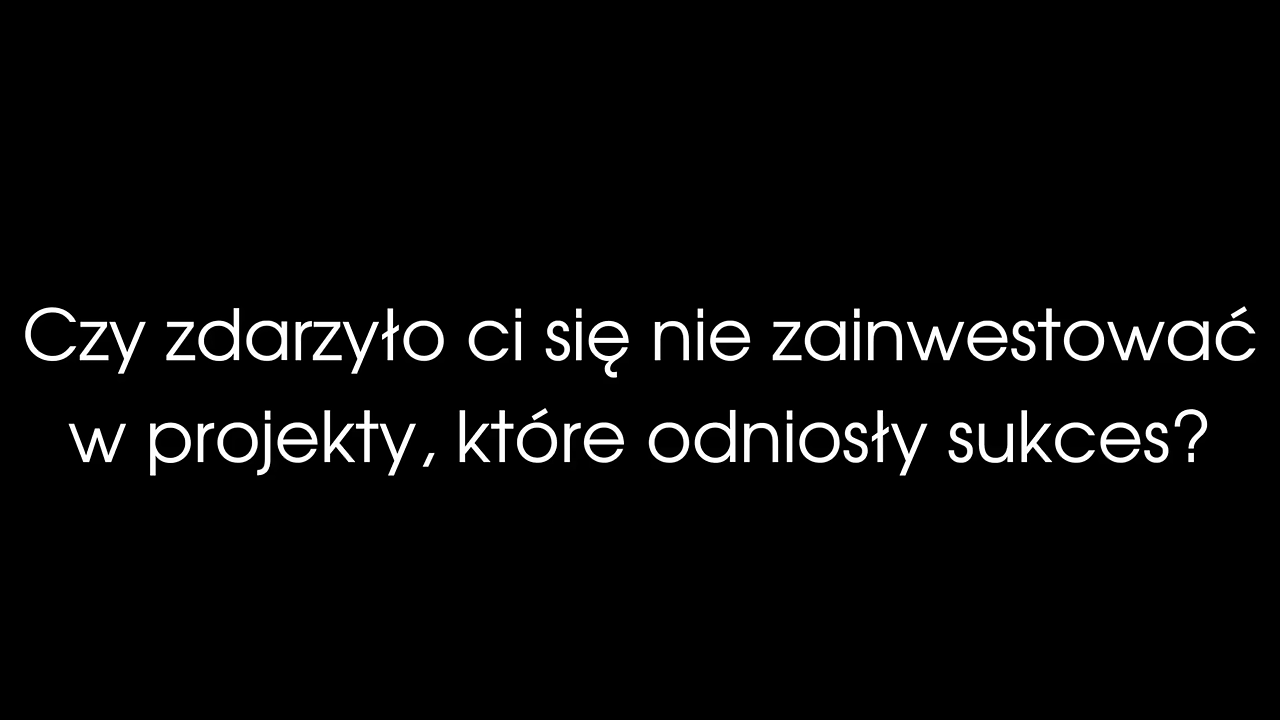 Czy zdarzyło ci się nie zainwestować
w projekty, które odniosły sukces?